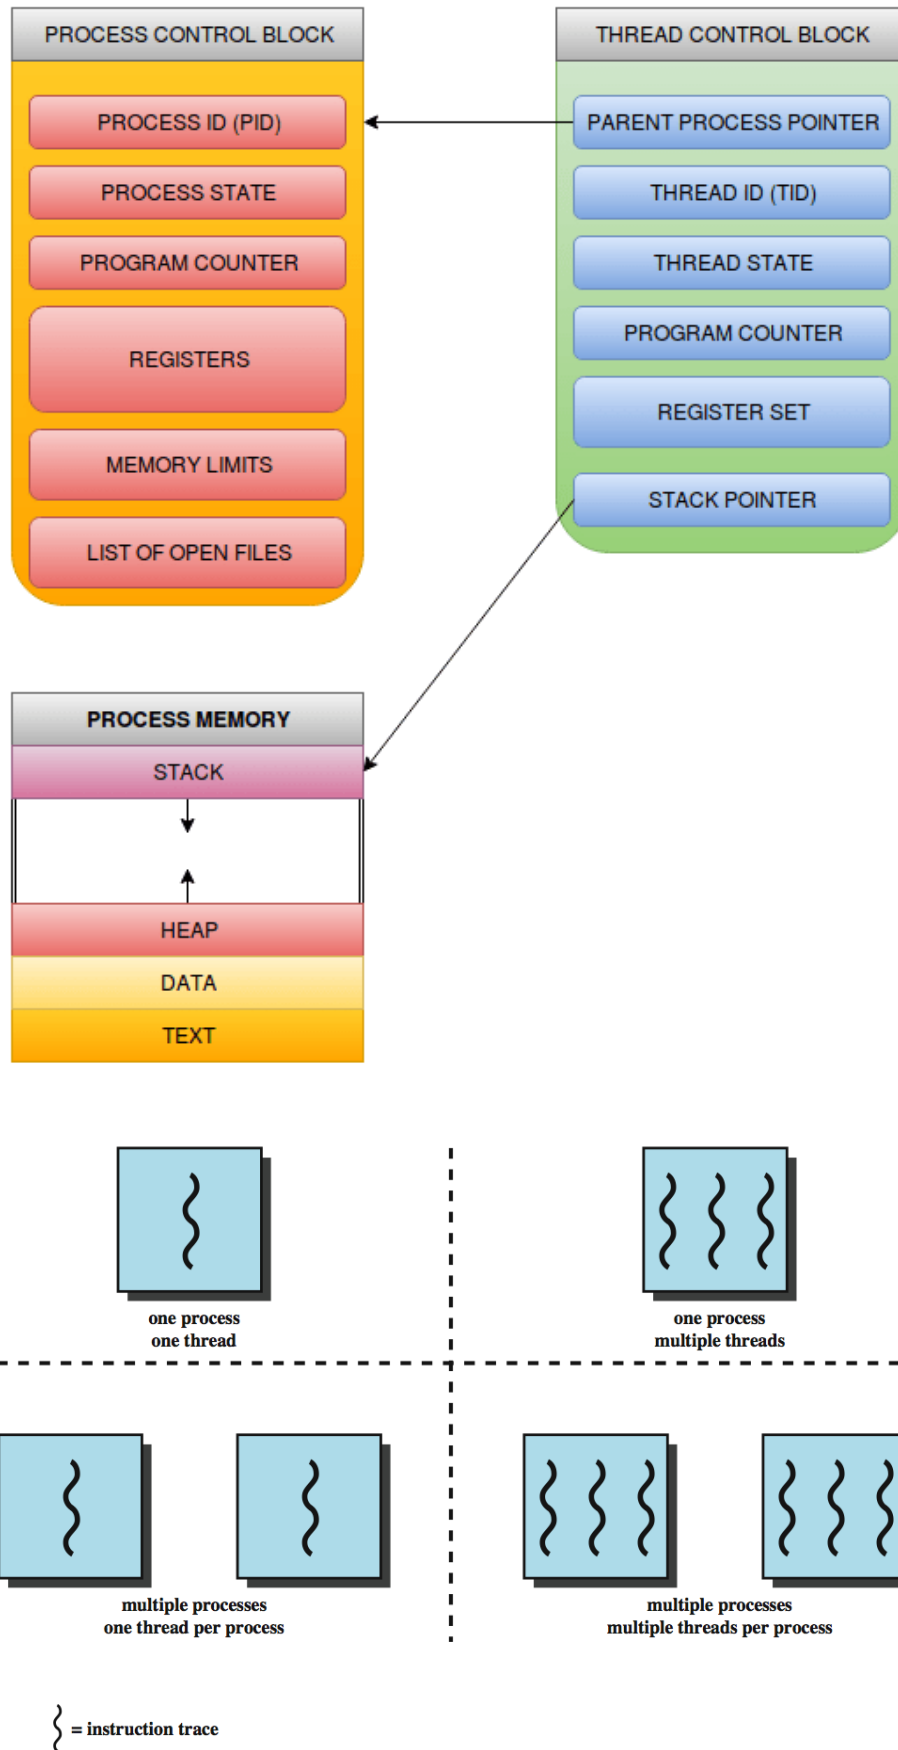 PROCESS CONTROL BLOCK
PROCESS ID (PID)
PROCESS STATE
PROGRAM COUNTER
REGISTERS
MEMORY LIMITS
LIST OF OPEN FILES
THREAD CONTROL BLOCK
PARENT PROCESS POINTER
THREAD ID (TID)
THREAD STATE
PROGRAM COUNTER
REGISTER SET
STACK POINTER
PROCESS MEMORY
STACK
HEAP
DATA
TEXT
one process
one thread
one process
multiple threads
multiple processes
one thread per process
multiple processes
multiple threads per process
= instruction trace